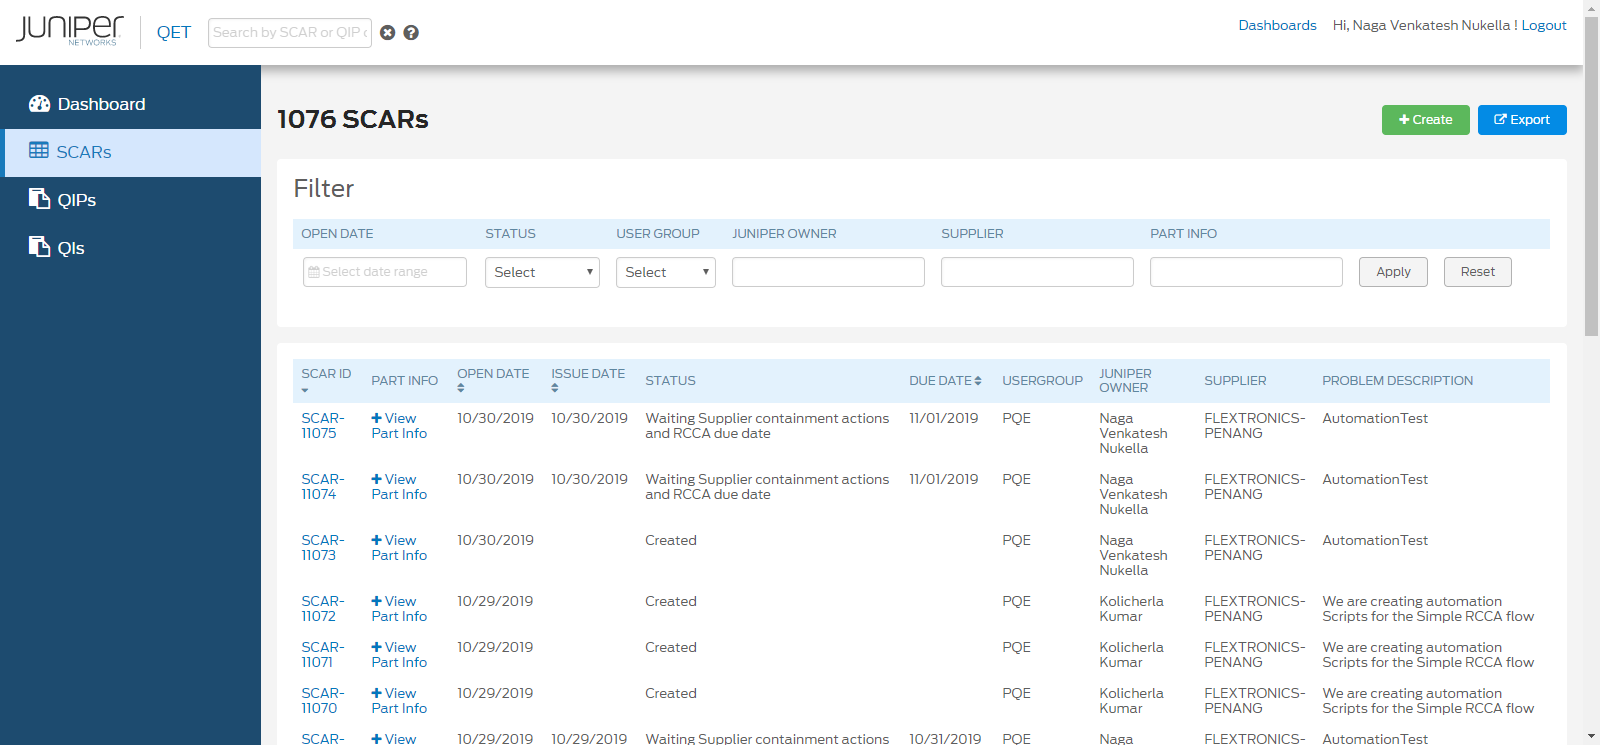 JUNIPEr
NETWORKS
QET
Search by SCAR or QIP
Dashboards
Hi, Naga Venkatesh Nukella ! Logout
Dashboard
SCARs
QIPs
QIs
1076 SCARs
Create
Export
Filter
OPEN DATE STATUS USER GROUP JUNIPER OWNER SUPPLIER PART INFO
Select date range Select Select Apply Reset
SCAR ID PART INFO OPEN DATE ISSUE DATE STATUS DUE DATE USERGROUP JUNIPER OWNER SUPPLIER PROBLEM DESCRIPTION
SCAR- View 10/30/2019 10/30/2019 Waiting Supplier containment actions 11/01/2019 PQE Naga FLEXTRONICS- AutomationTest
11075 Part Info and RCCA due date Venkatesh PENANG
Nukella
SCAR- View 10/30/2019 10/30/2019 Waiting Supplier containment actions 11/01/2019 PQE Naga FLEXTRONICS- AutomationTest
11074 Part Info and RCCA due date Venkatesh PENANG
Nukella
SCAR- View 10/30/2019 Created PQE Naga FLEXTRONICS- AutomationTest
11073 Part Info Venkatesh PENANG
Nukella
SCAR- View 10/29/2019 Created PQE Kolicherla FLEXTRONICS- We are creating automation
11072 Part Info Kumar PENANG Scripts for the Simple RCCA flow
SCAR- View 10/29/2019 Created PQE Kolicherla FLEXTRONICS- We are creating automation
11071 Part Info Kumar PENANG Scripts for the Simple RCCA flow
SCAR- View 10/29/2019 Created PQE Kolicherla FLEXTRONICS- We are creating automation
11070 Part Info Kumar PENANG Scripts for the Simple RCCA flow
SCAR- View 10/29/2019 10/29/2019 Waiting Supplier containment actions 10/31/2019 PQE Naga FLEXTRONICS- AutomationTest